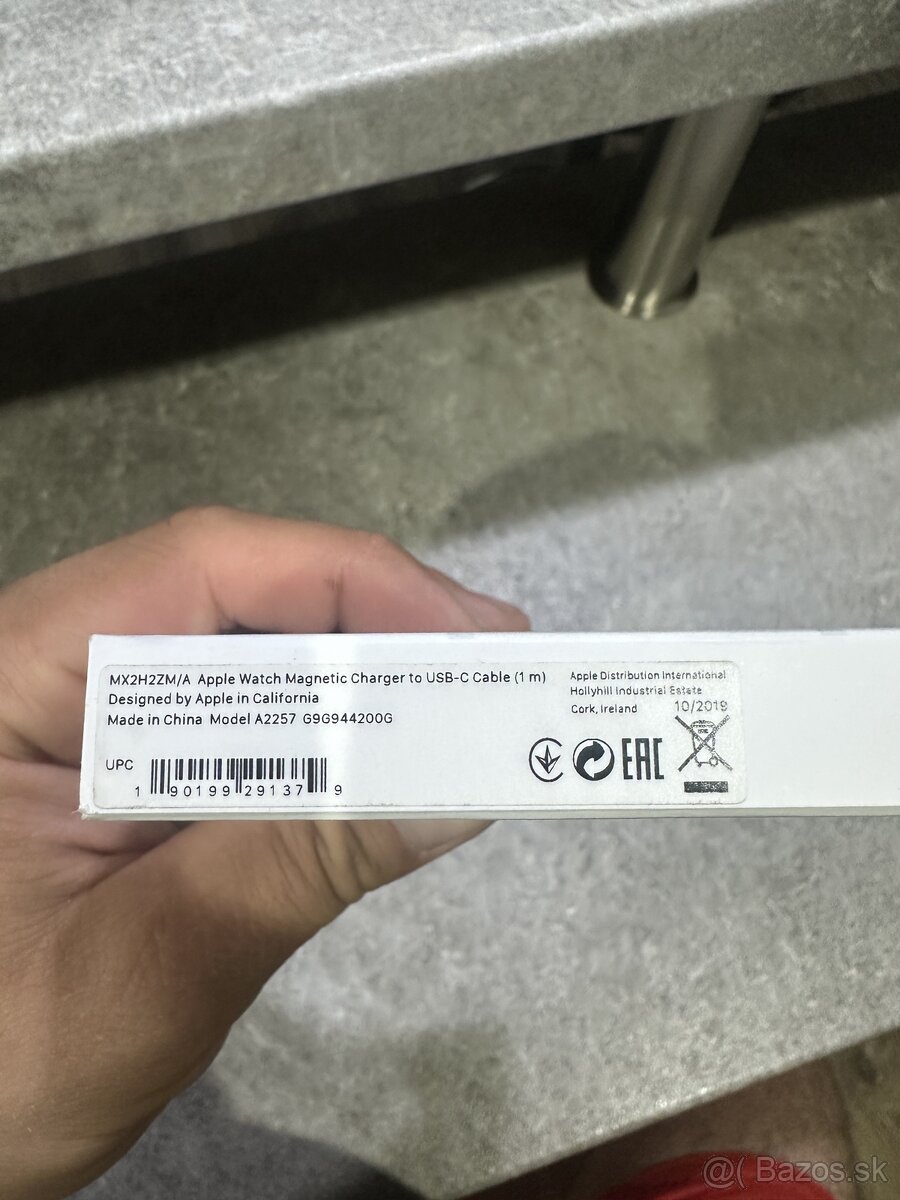 MX2H2ZM/A Apple Watch Magnetic Charger to USB-C Cable (1 m)
Designed by Apple in California
Made in China Model A2257 G9G944200G
Apple Distribution International
Hollyhill Industrial Estate
Cork, Ireland 10/2019
UPC
1 90199 29137 9
EAC
@( Bazos.sk